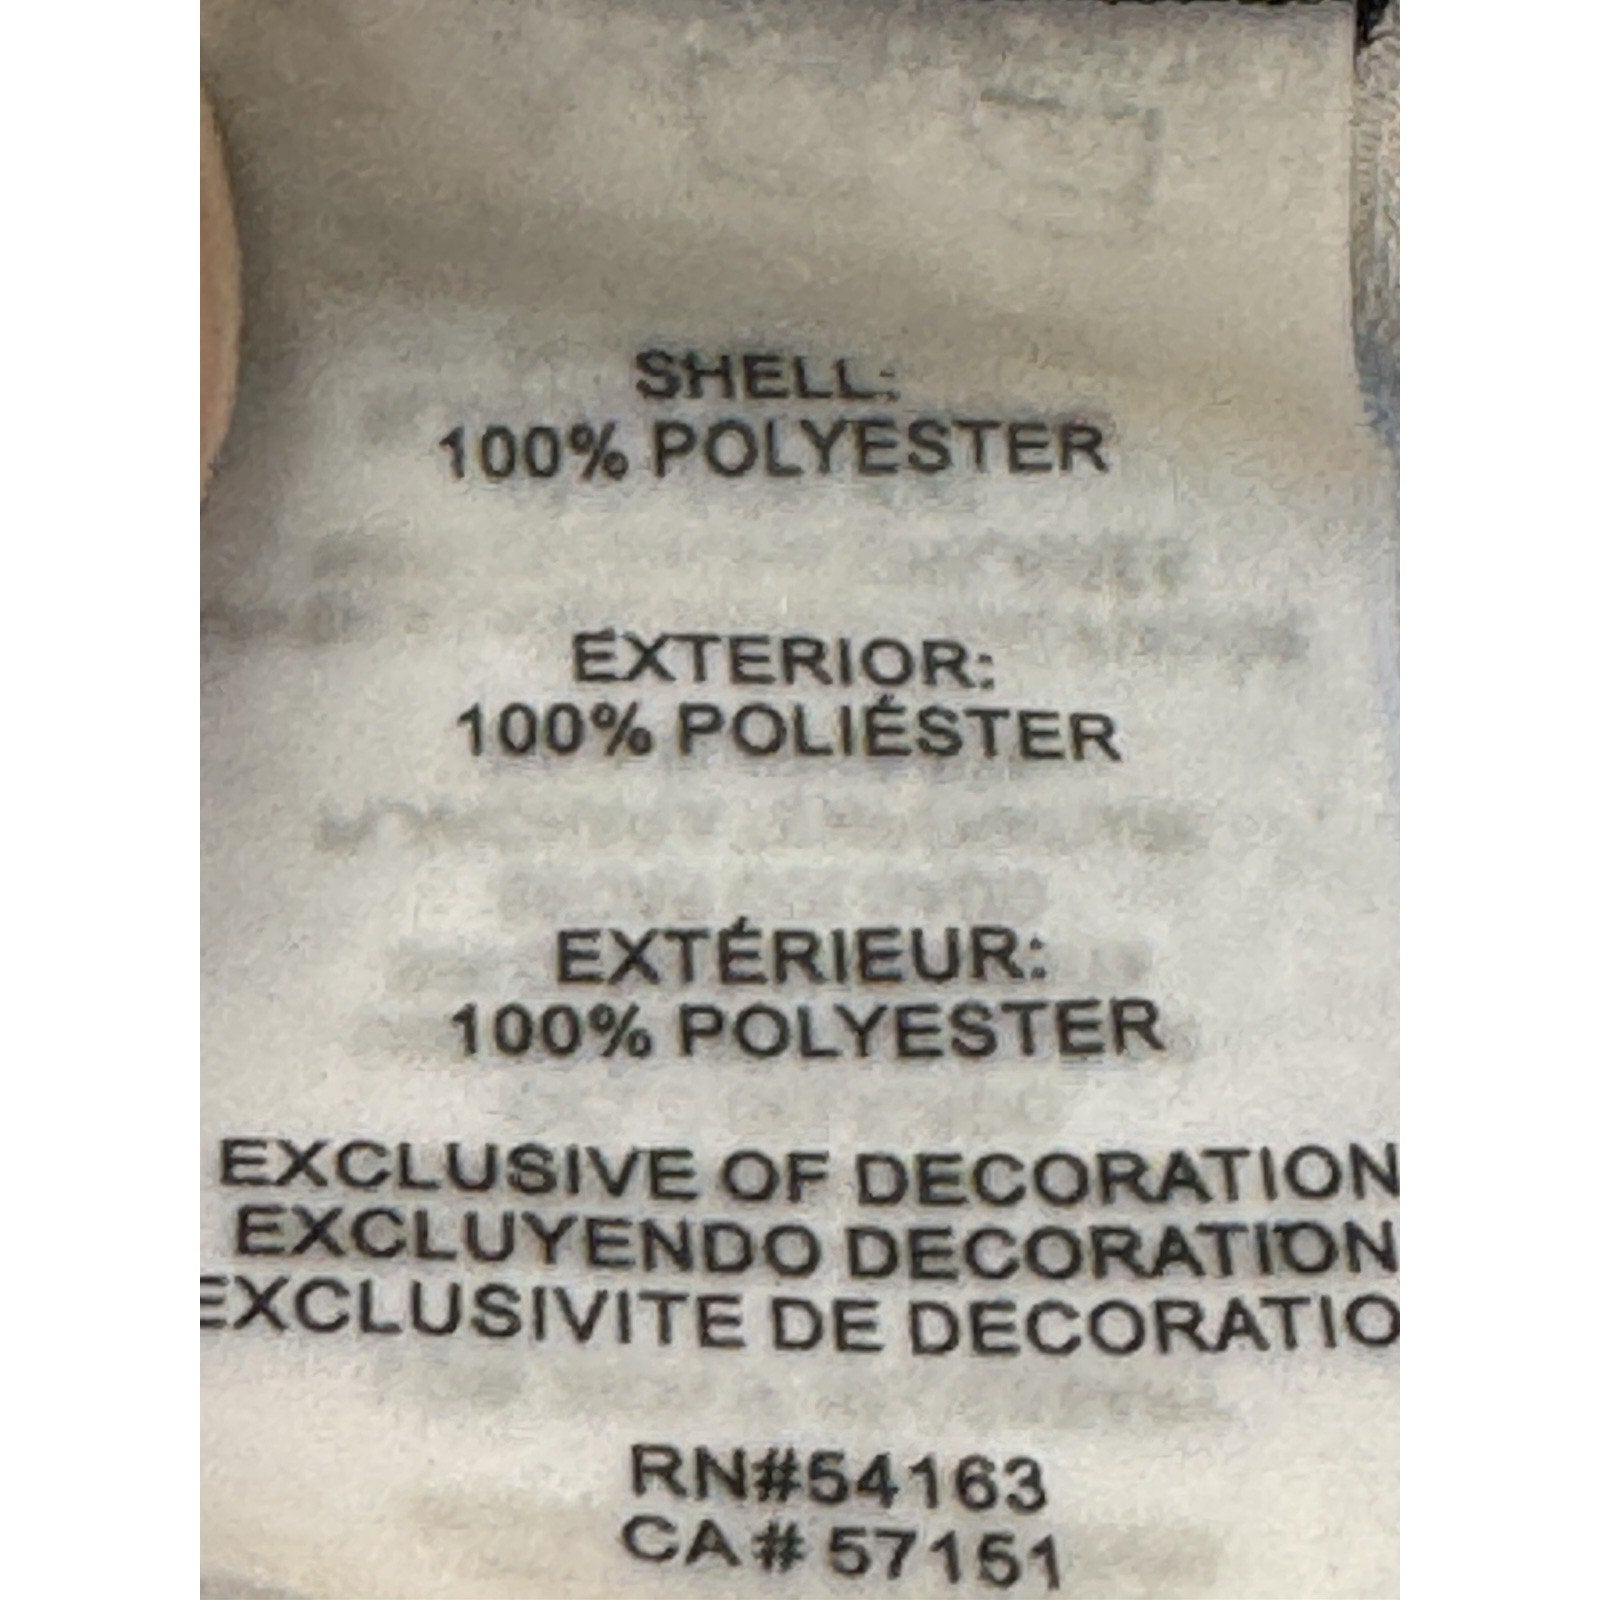 SHELL:
100% POLYESTER
EXTERIOR:
100% POLIÉSTER
EXTÉRIEUR:
100% POLYESTER
EXCLUSIVE OF DECORATION
EXCLUYENDO DECORATION
EXCLUSIVITE DE DECORATIO
RN#54163
CA# 57151